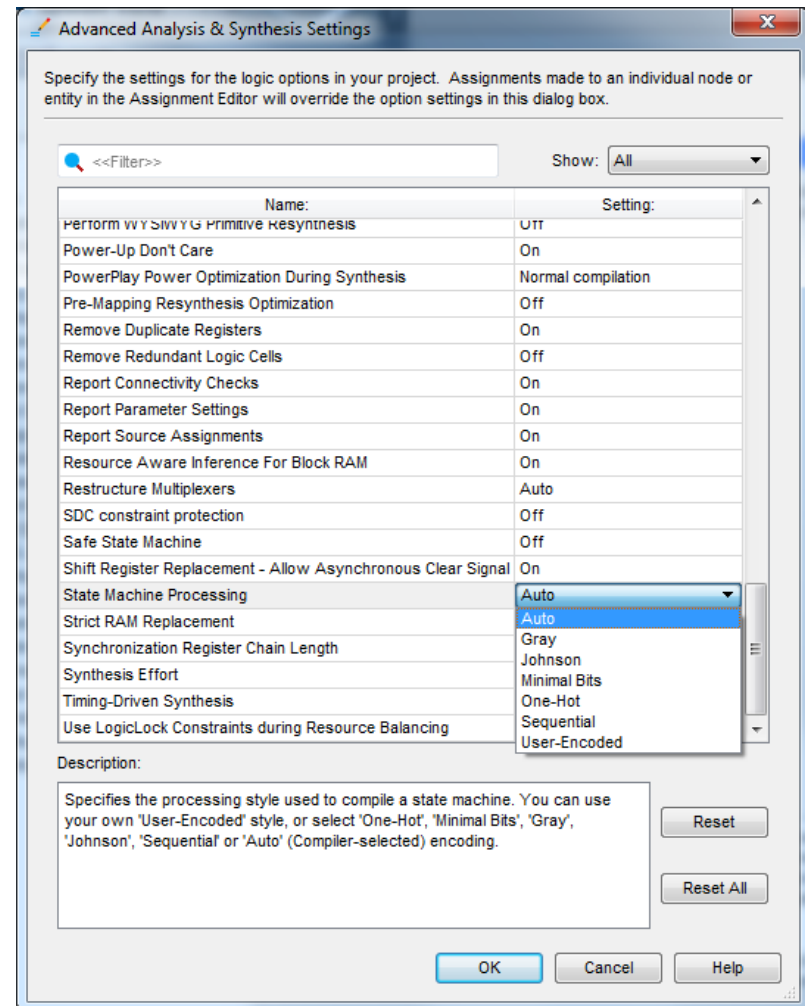 Advanced Analysis & Synthesis Settings
Specify the settings for the logic options in your project. Assignments made to an individual node or
entity in the Assignment Editor will override the option settings in this dialog box.
<<Filter>>
Show: All
Name: Setting:
Perform WYSIWYG Primitive Resynthesis Off
Power-Up Don't Care On
PowerPlay Power Optimization During Synthesis Normal compilation
Pre-Mapping Resynthesis Optimization Off
Remove Duplicate Registers On
Remove Redundant Logic Cells Off
Report Connectivity Checks On
Report Parameter Settings On
Report Source Assignments On
Resource Aware Inference For Block RAM On
Restructure Multiplexers Auto
SDC constraint protection Off
Safe State Machine Off
Shift Register Replacement - Allow Asynchronous Clear Signal On
State Machine Processing Auto
Strict RAM Replacement
Synchronization Register Chain Length
Synthesis Effort
Timing-Driven Synthesis
Use LogicLock Constraints during Resource Balancing
Auto
Gray
Johnson
Minimal Bits
One-Hot
Sequential
User-Encoded
Description:
Specifies the processing style used to compile a state machine. You can use
your own 'User-Encoded' style, or select 'One-Hot', 'Minimal Bits', 'Gray',
'Johnson', 'Sequential' or 'Auto' (Compiler-selected) encoding.
Reset
Reset All
OK Cancel Help